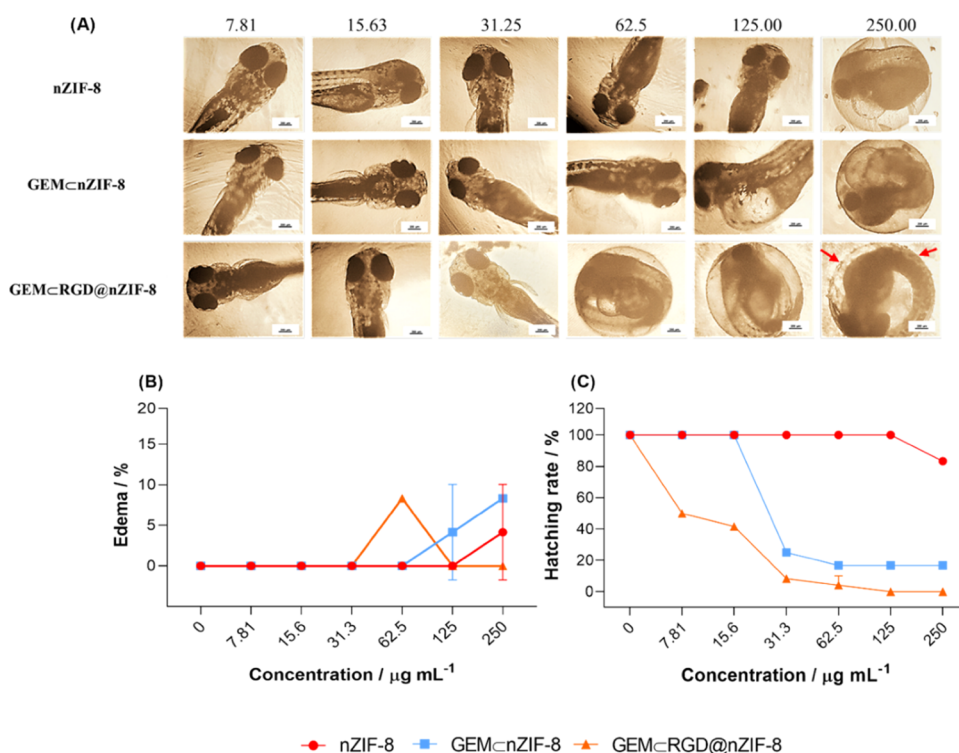 (A)
7.81 15.63 31.25 62.5 125.00 250.00
nZIF-8
GEM⊂nZIF-8
GEM⊂RGD@nZIF-8
(B)
20
15
10
5
0
Edema / %
0 7.81 15.6 31.3 62.5 125 250
Concentration / µg mL⁻¹
(C)
120
100
80
60
40
20
0
Hatching rate / %
0 7.81 15.6 31.3 62.5 125 250
Concentration / µg mL⁻¹
nZIF-8 GEM⊂nZIF-8 GEM⊂RGD@nZIF-8